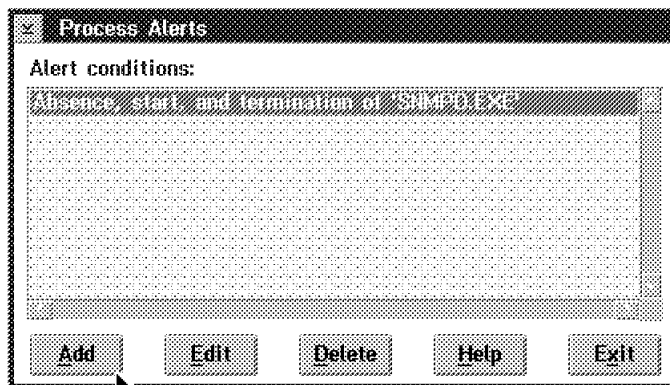 Process Alerts
Alert conditions:
Absence, start, and termination of 'SNMPD.EXE'
Add Edit Delete Help Exit